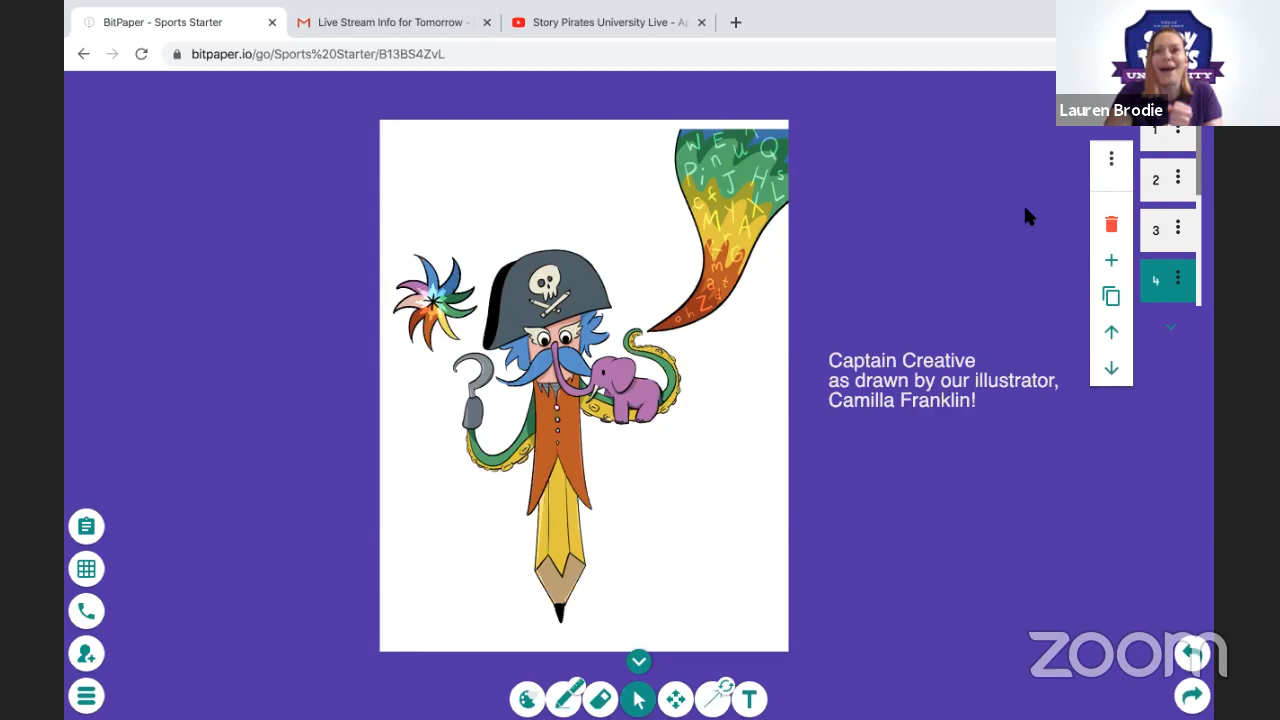 BitPaper - Sports Starter
Live Stream Info for Tomorrow -
Story Pirates University Live - Ap
bitpaper.io/go/Sports%20Starter/B13BS4ZvL
Lauren Brodie
1
2
3
4
W E u Q
P i n J H s
c f M Y X L
A
r G
m
a t
o h Z i
Captain Creative
as drawn by our illustrator,
Camilla Franklin!
T
zoom